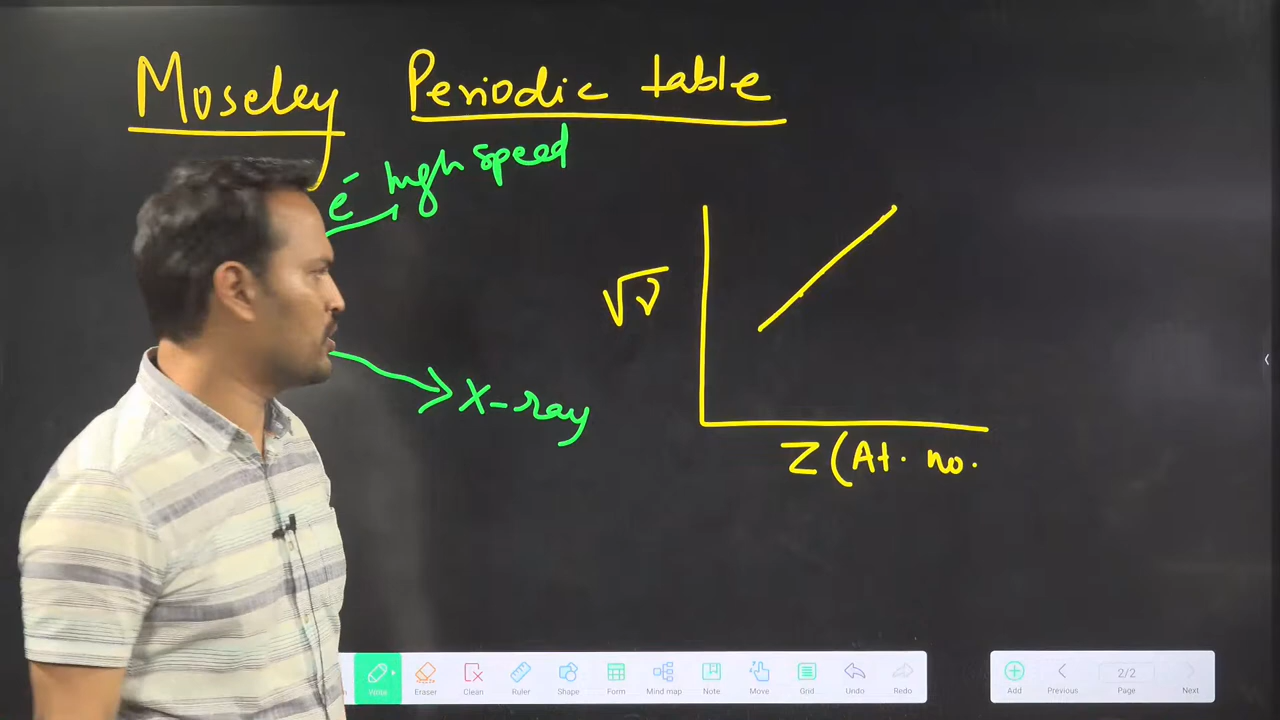 Moseley Periodic table
e⁻ high speed
√ν
X-ray
Z (At. no.
Write
Eraser
Clean
Ruler
Shape
Form
Mind map
Note
Move
Grid
Undo
Redo
Add
Previous
2/2
Page
Next